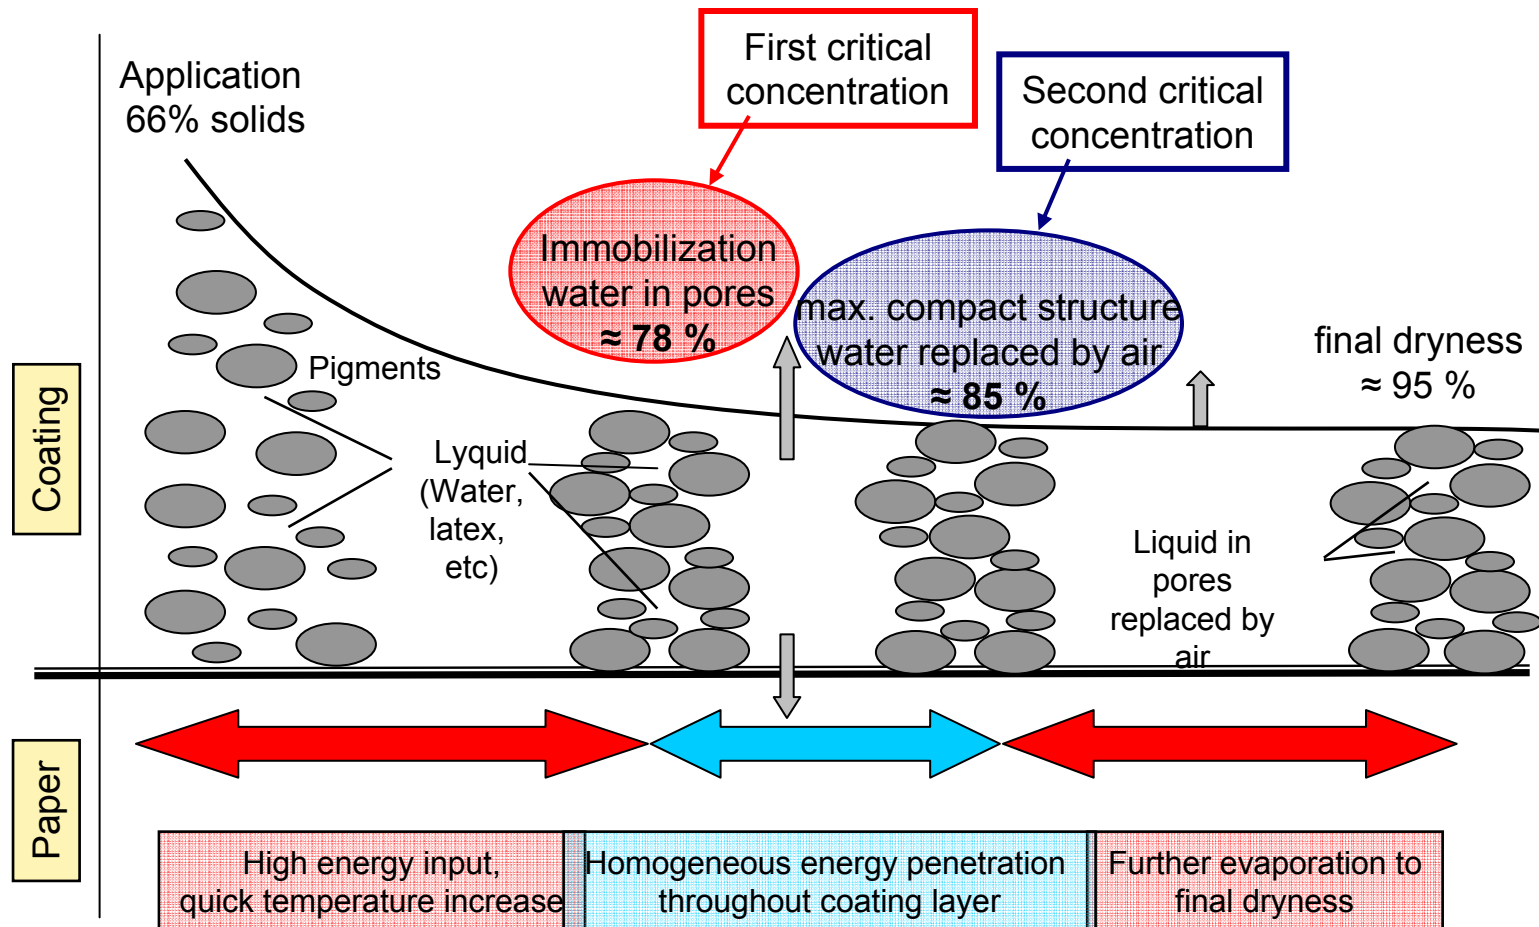 Application
66% solids
First critical
concentration
Second critical
concentration
Immobilization
water in pores
≈ 78 %
max. compact structure
water replaced by air
≈ 85 %
final dryness
≈ 95 %
Pigments
Lyquid
(Water,
latex,
etc)
Liquid in
pores
replaced by
air
Coating
Paper
High energy input,
quick temperature increase
Homogeneous energy penetration
throughout coating layer
Further evaporation to
final dryness